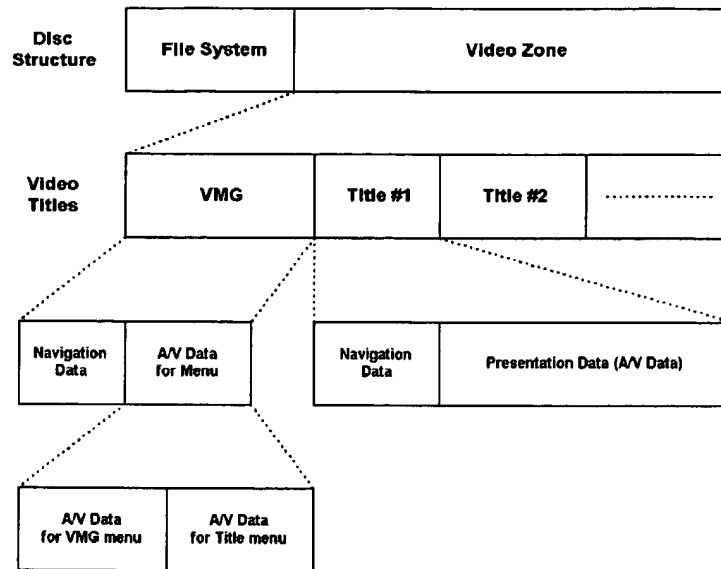 Disc
Structure
File System
Video Zone
Video
Titles
VMG
Title #1
Title #2
Navigation
Data
A/V Data
for Menu
Navigation
Data
Presentation Data (A/V Data)
A/V Data
for VMG menu
A/V Data
for Title menu